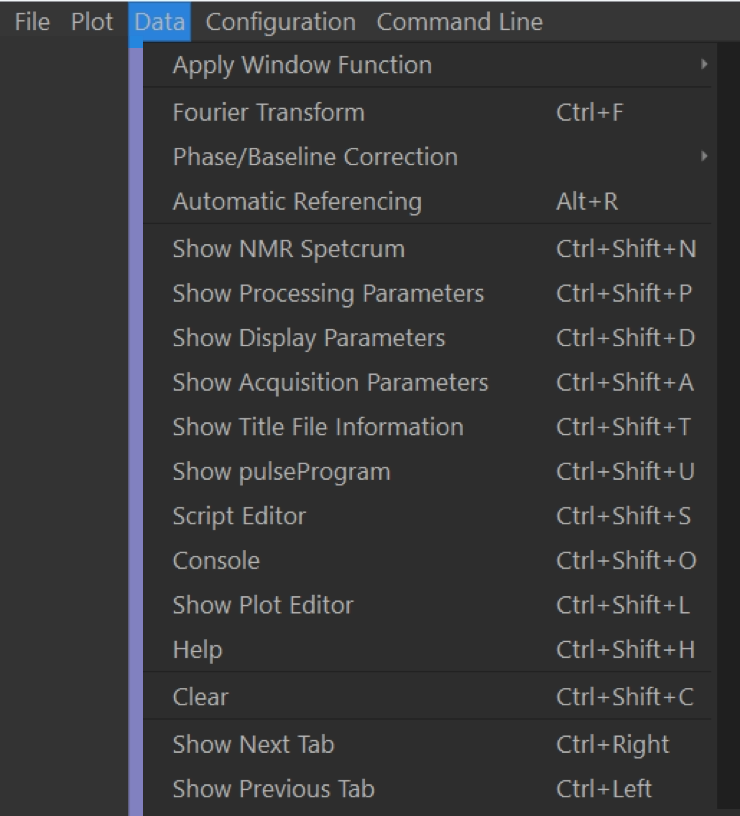 File Plot Data Configuration Command Line
Apply Window Function
Fourier Transform Ctrl+F
Phase/Baseline Correction
Automatic Referencing Alt+R
Show NMR Spetcrum Ctrl+Shift+N
Show Processing Parameters Ctrl+Shift+P
Show Display Parameters Ctrl+Shift+D
Show Acquisition Parameters Ctrl+Shift+A
Show Title File Information Ctrl+Shift+T
Show pulseProgram Ctrl+Shift+U
Script Editor Ctrl+Shift+S
Console Ctrl+Shift+O
Show Plot Editor Ctrl+Shift+L
Help Ctrl+Shift+H
Clear Ctrl+Shift+C
Show Next Tab Ctrl+Right
Show Previous Tab Ctrl+Left